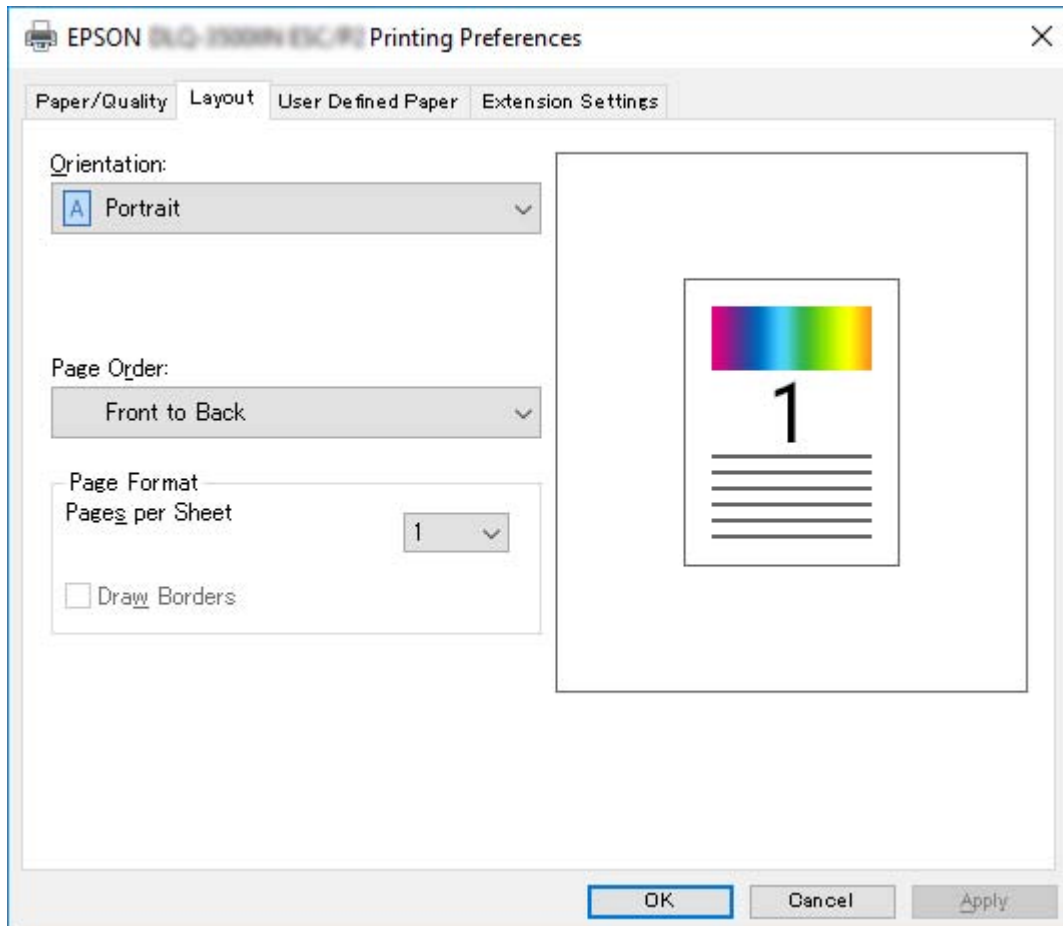 EPSON Printing Preferences
Paper/Quality Layout User Defined Paper Extension Settings
Orientation:
A Portrait
Page Order:
Front to Back
Page Format
Pages per Sheet 1
Draw Borders
1
OK Cancel Apply